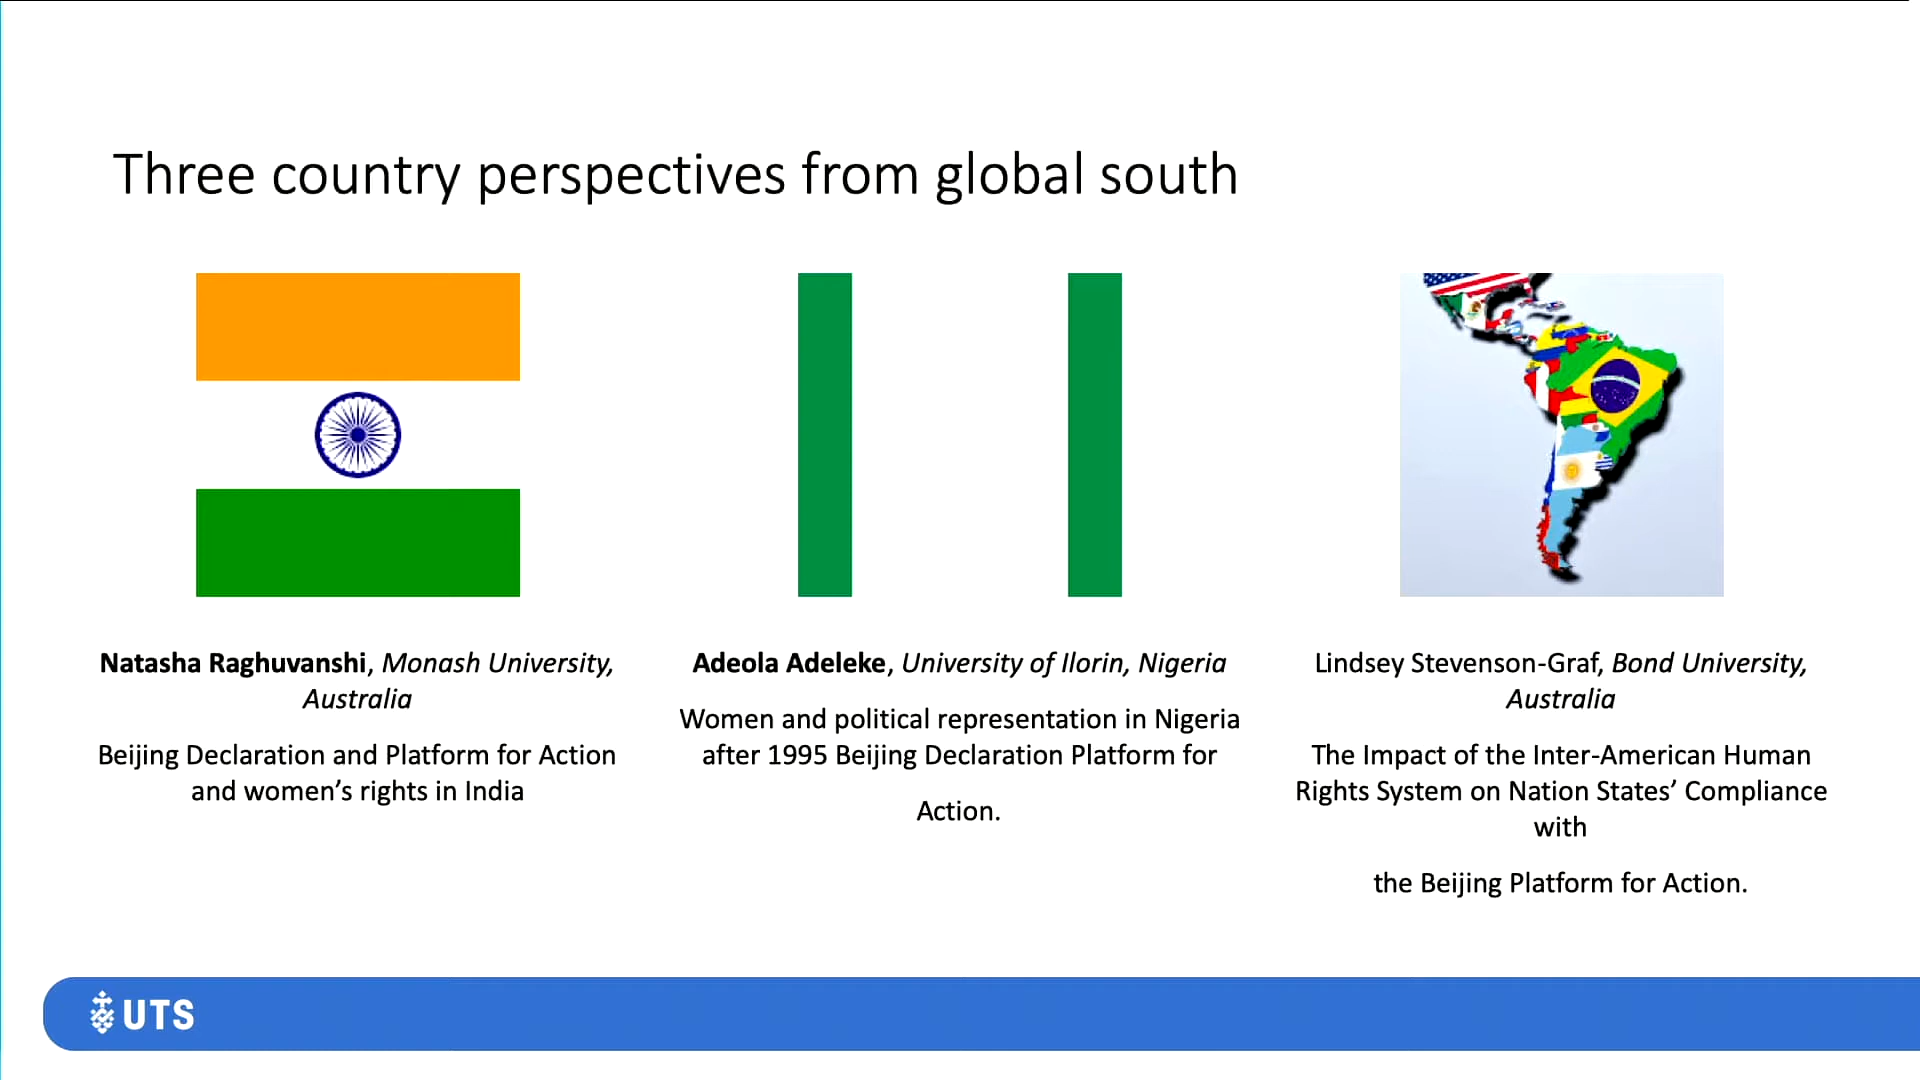 Three country perspectives from global south
Natasha Raghuvanshi, Monash University,
Australia
Beijing Declaration and Platform for Action
and women’s rights in India
Adeola Adeleke, University of Ilorin, Nigeria
Women and political representation in Nigeria
after 1995 Beijing Declaration Platform for
Action.
Lindsey Stevenson-Graf, Bond University,
Australia
The Impact of the Inter-American Human
Rights System on Nation States’ Compliance
with
the Beijing Platform for Action.
UTS